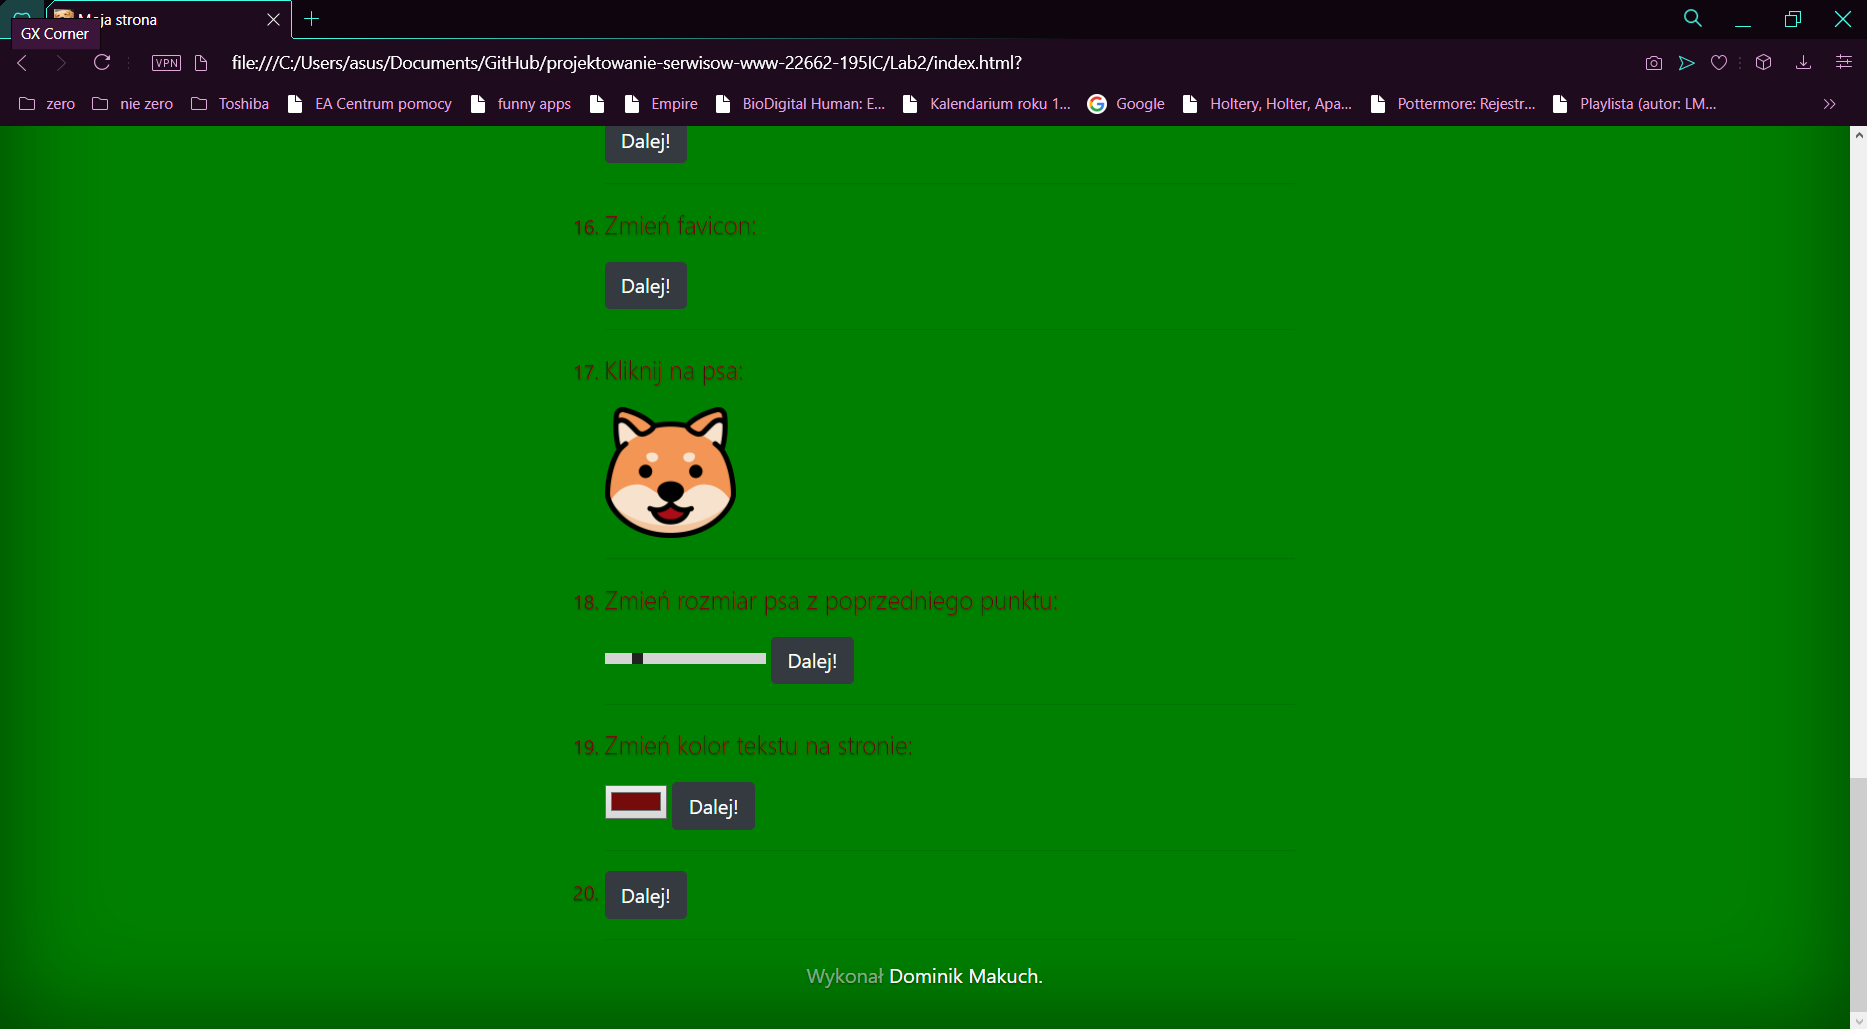 Moja strona
GX Corner
VPN
file:///C:/Users/asus/Documents/GitHub/projektowanie-serwisow-www-22662-195IC/Lab2/index.html?
zero nie zero Toshiba EA Centrum pomocy funny apps Empire BioDigital Human: E... Kalendarium roku 1... Google Holtery, Holter, Apa... Pottermore: Rejestr... Playlista (autor: LM...
Dalej!
16. Zmień favicon:
Dalej!
17. Kliknij na psa:
18. Zmień rozmiar psa z poprzedniego punktu:
Dalej!
19. Zmień kolor tekstu na stronie:
Dalej!
20. Dalej!
Wykonał Dominik Makuch.